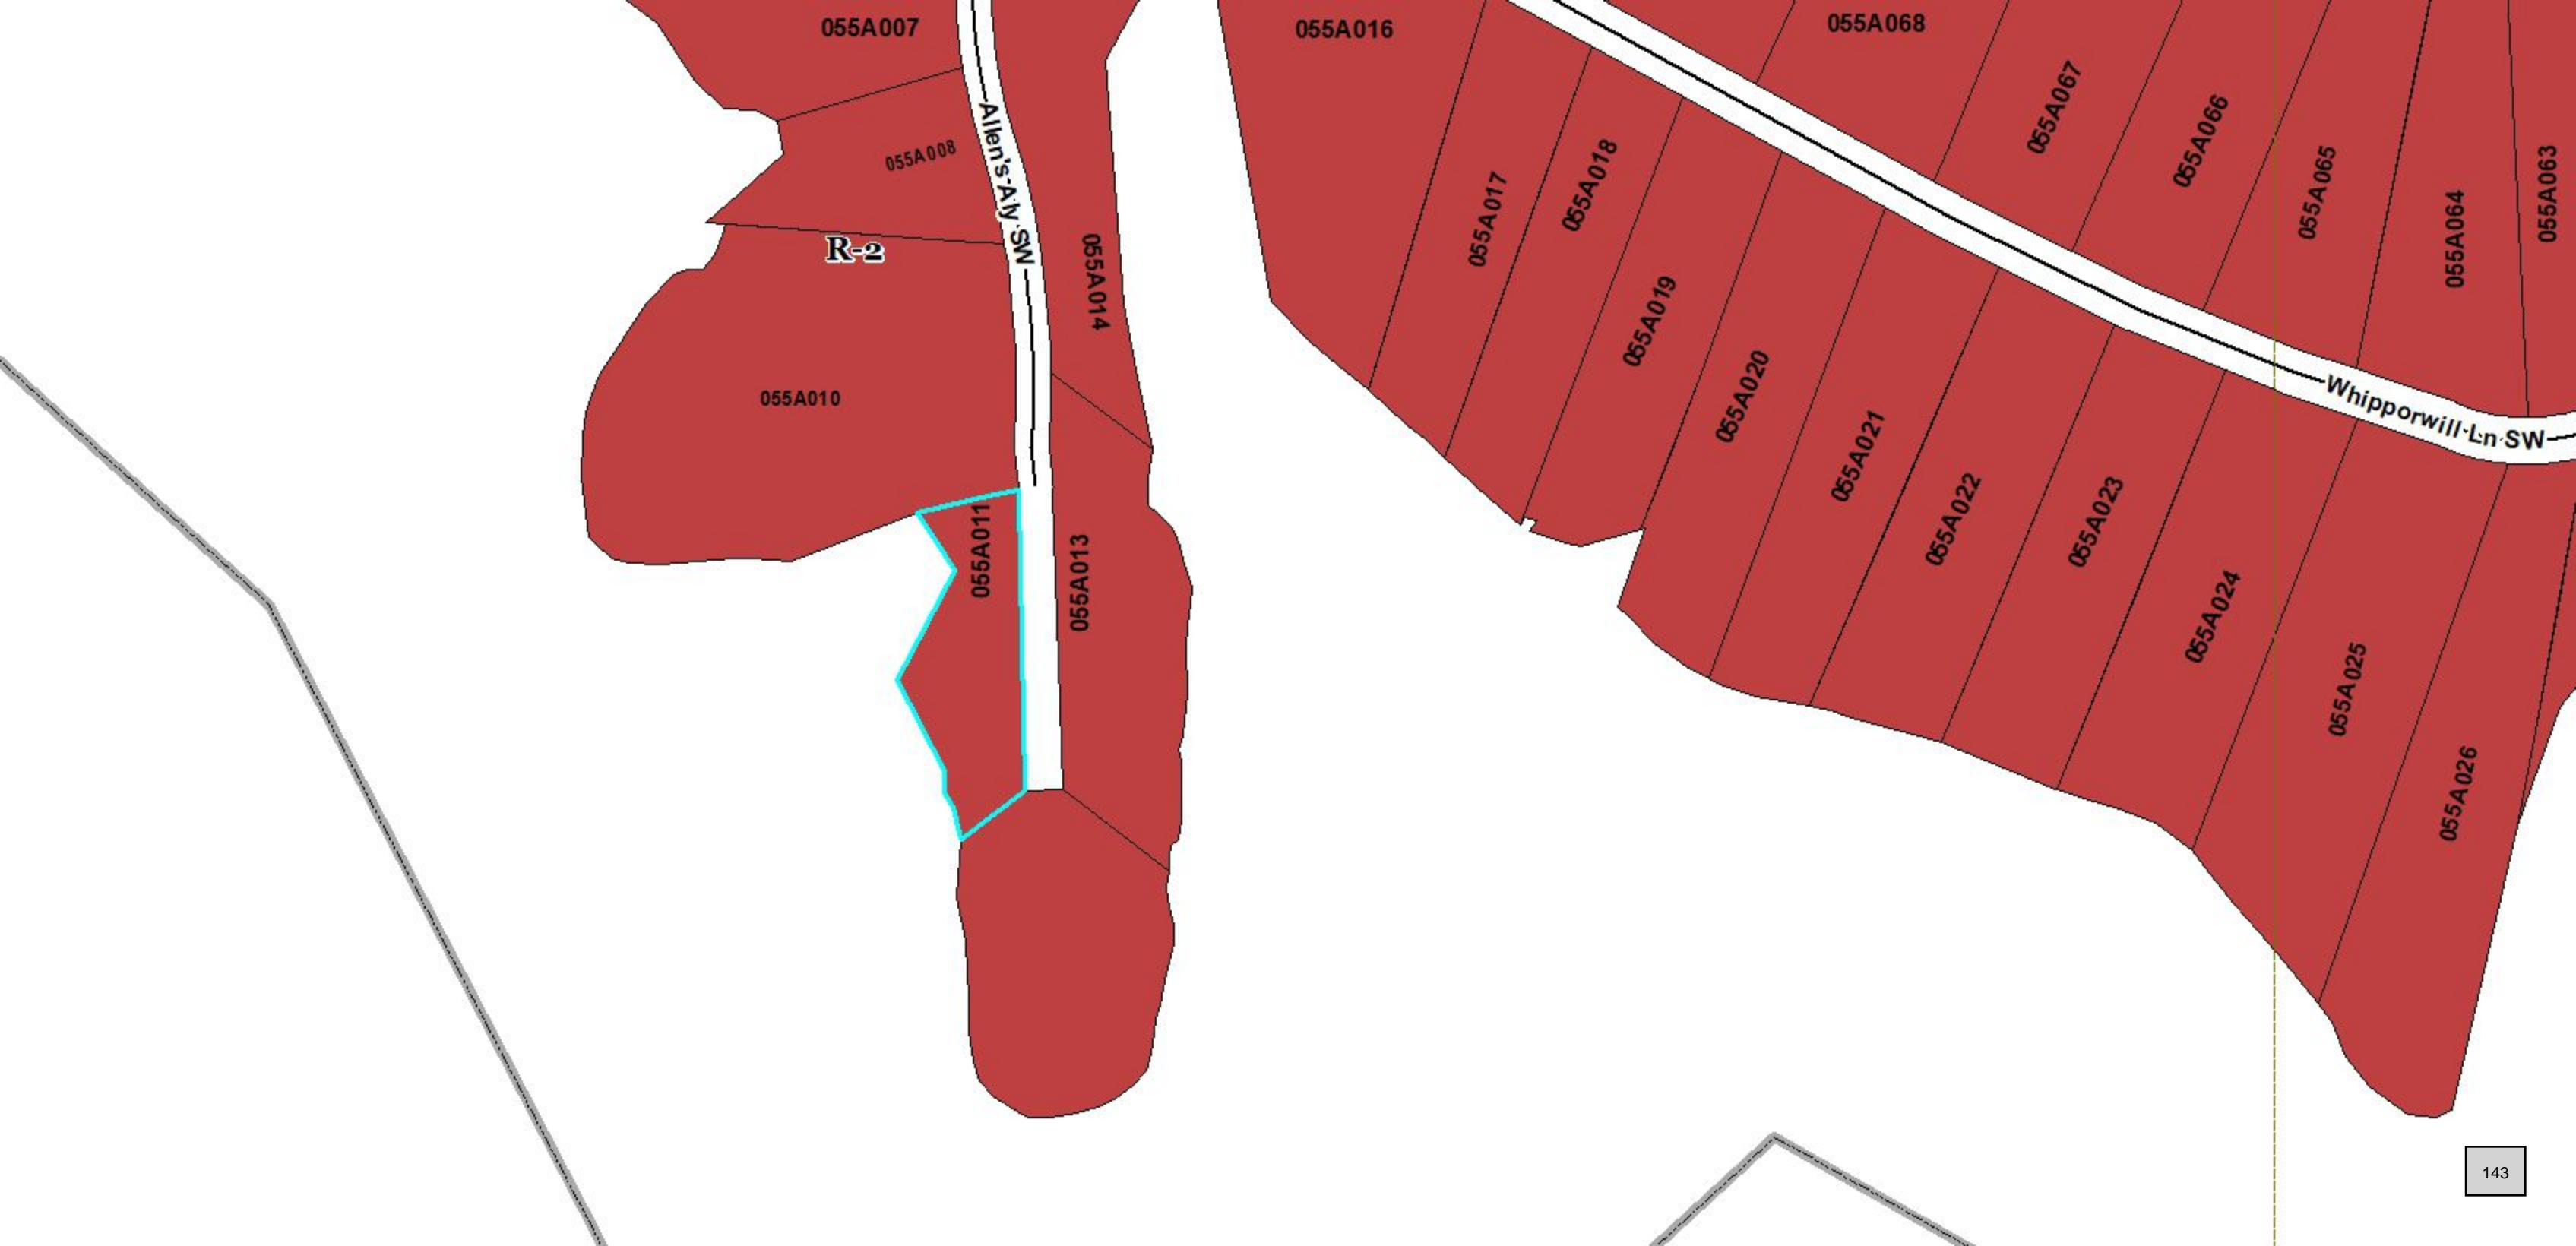 055A007
055A016
055A068
055A008
Allen's Aly SW
R-2
055A014
055A010
055A011
055A013
055A017
055A018
055A019
055A020
055A021
055A022
055A023
055A024
055A025
055A026
055A067
055A066
055A065
055A064
055A063
Whipporwill Ln SW
143